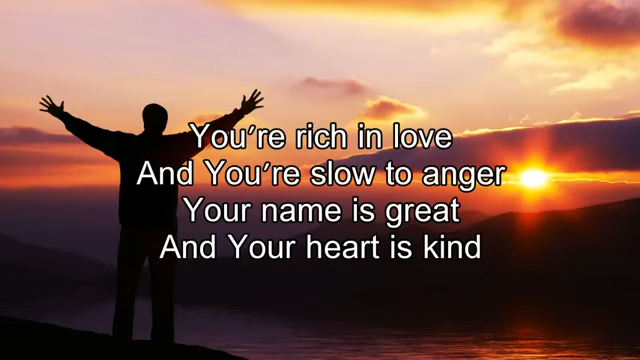 You're rich in love
And You're slow to anger
Your name is great
And Your heart is kind